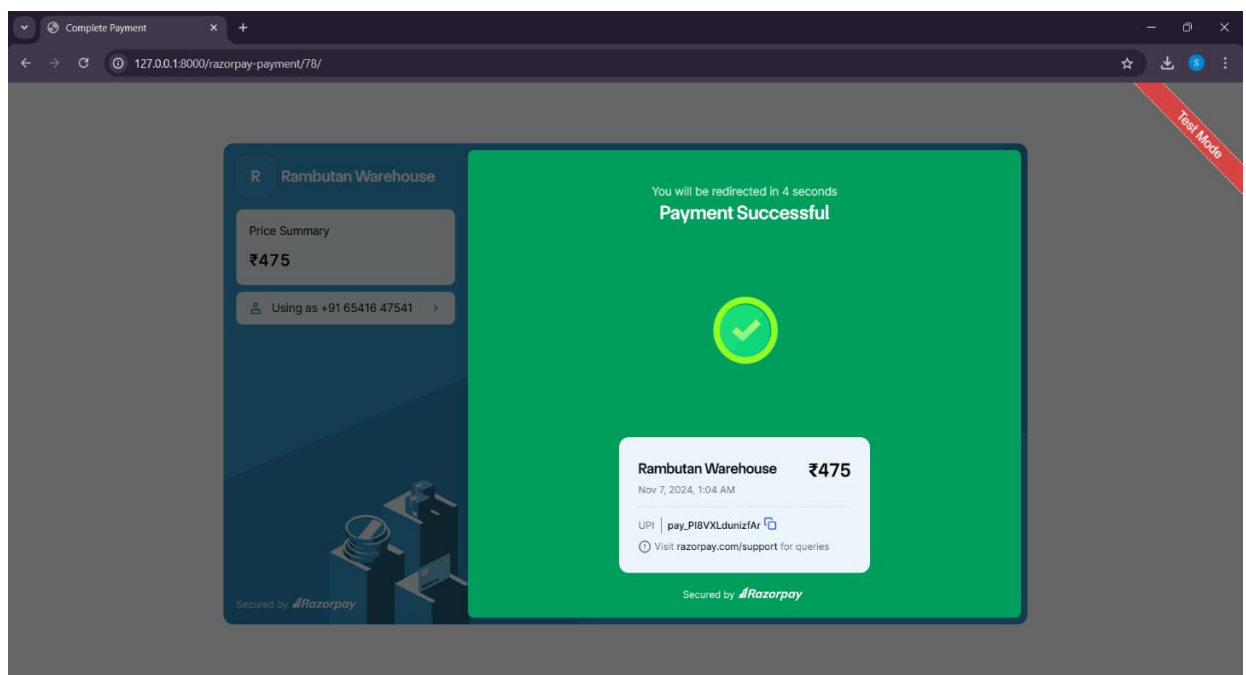 Complete Payment
127.0.0.1:8000/razorpay-payment/78/
S
Test Mode
R Rambutan Warehouse
Price Summary
₹475
Using as +91 65416 47541
Secured by Razorpay
You will be redirected in 4 seconds
Payment Successful
Rambutan Warehouse ₹475
Nov 7, 2024, 1:04 AM
UPI | pay_PI8VXLdunizfAr
Visit razorpay.com/support for queries
Secured by Razorpay